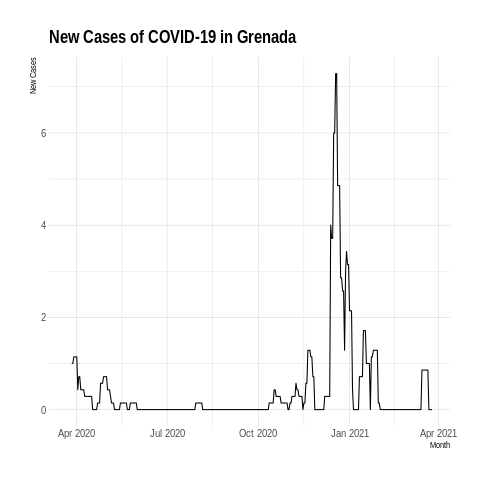 New Cases of COVID-19 in Grenada
New Cases
6
4
2
0
Apr 2020 Jul 2020 Oct 2020 Jan 2021 Apr 2021
Month